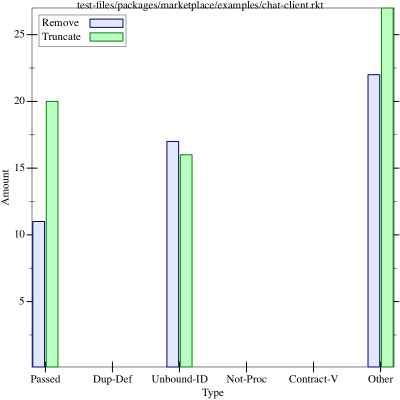 test-files/packages/marketplace/examples/chat-client.rkt
Remove
Truncate
25
20
15
10
5
Amount
Passed Dup-Def Unbound-ID Not-Proc Contract-V Other
Type